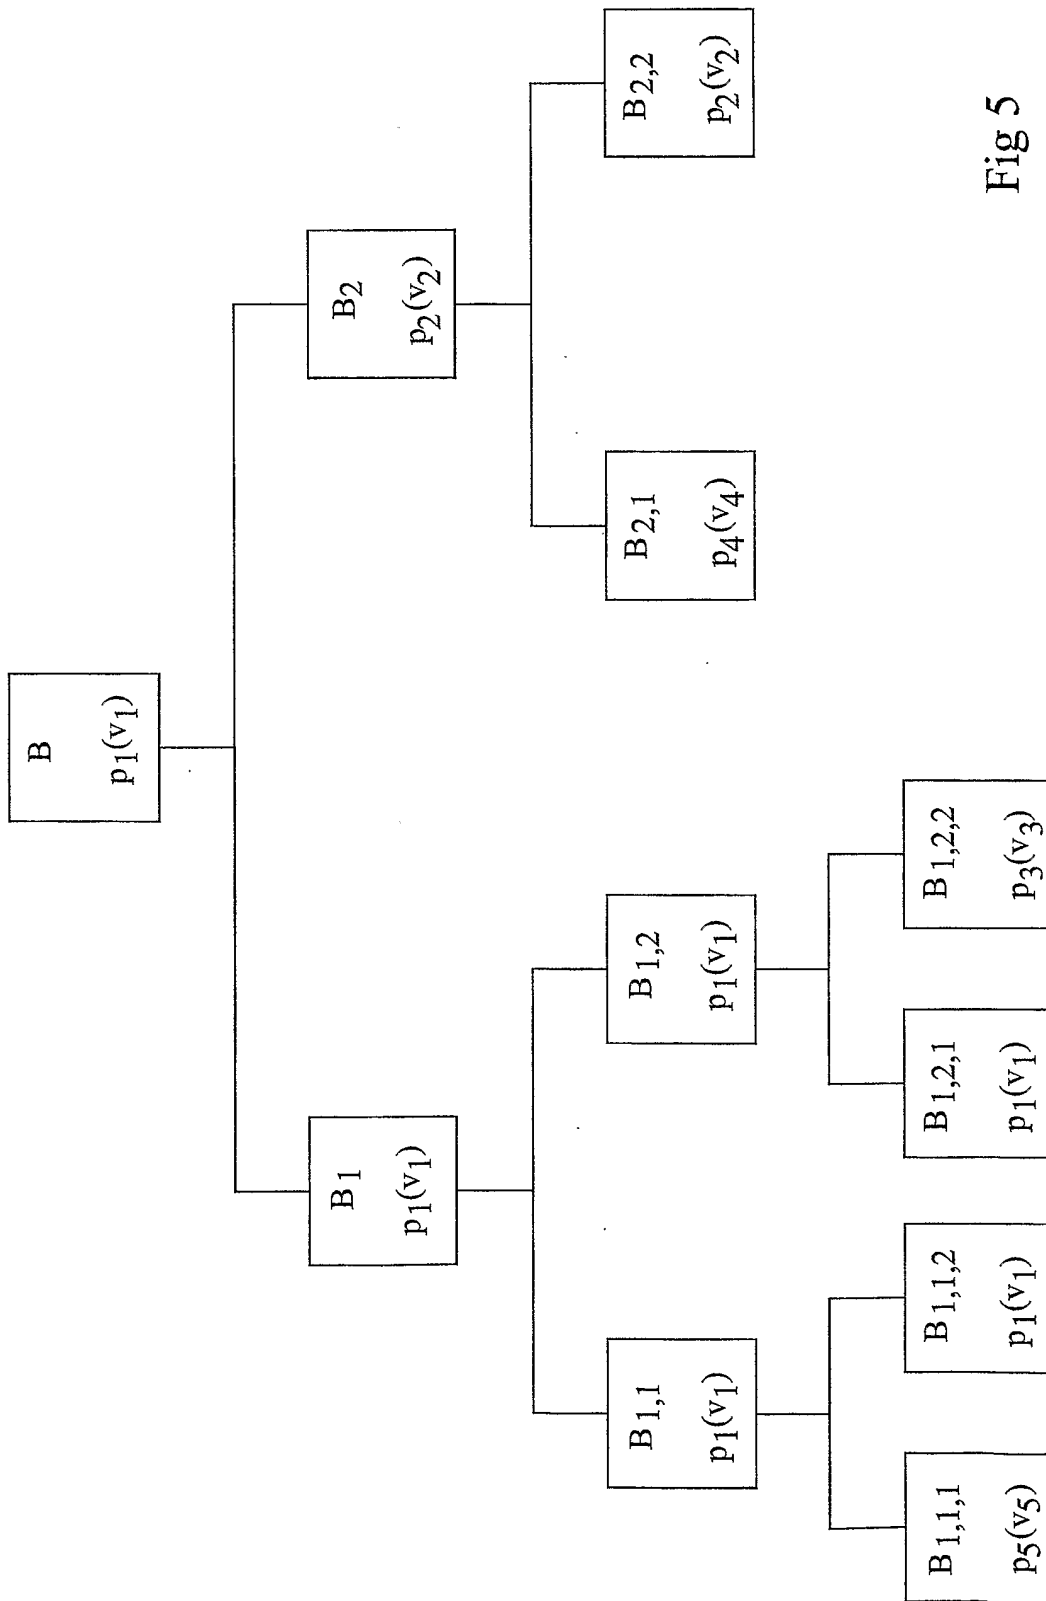 B
p₁(v₁)
B₁
p₁(v₁)
B₂
p₂(v₂)
B₁,₁
p₁(v₁)
B₁,₂
p₁(v₁)
B₂,₁
p₄(v₄)
B₂,₂
p₂(v₂)
B₁,₁,₁
p₅(v₅)
B₁,₁,₂
p₁(v₁)
B₁,₂,₁
p₁(v₁)
B₁,₂,₂
p₃(v₃)
Fig 5